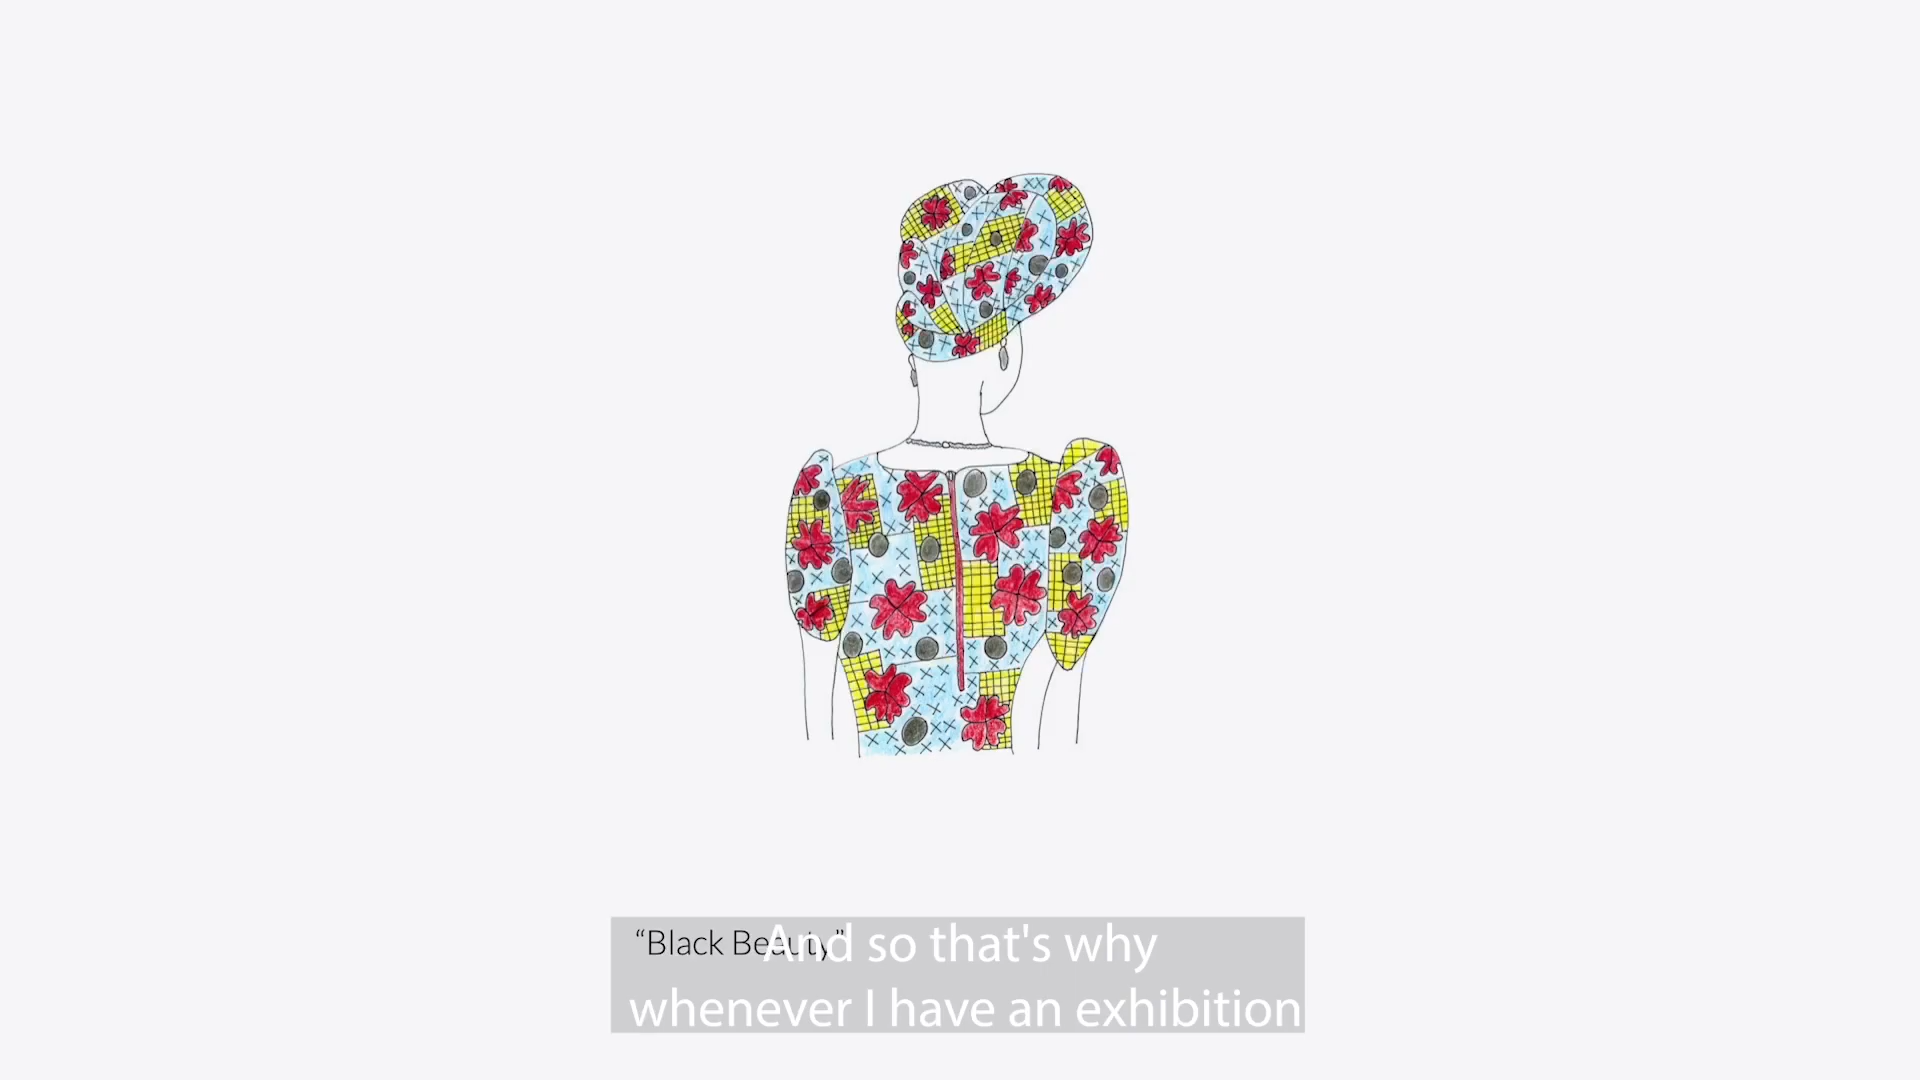 “Black Beauty”
And so that's why
whenever I have an exhibition